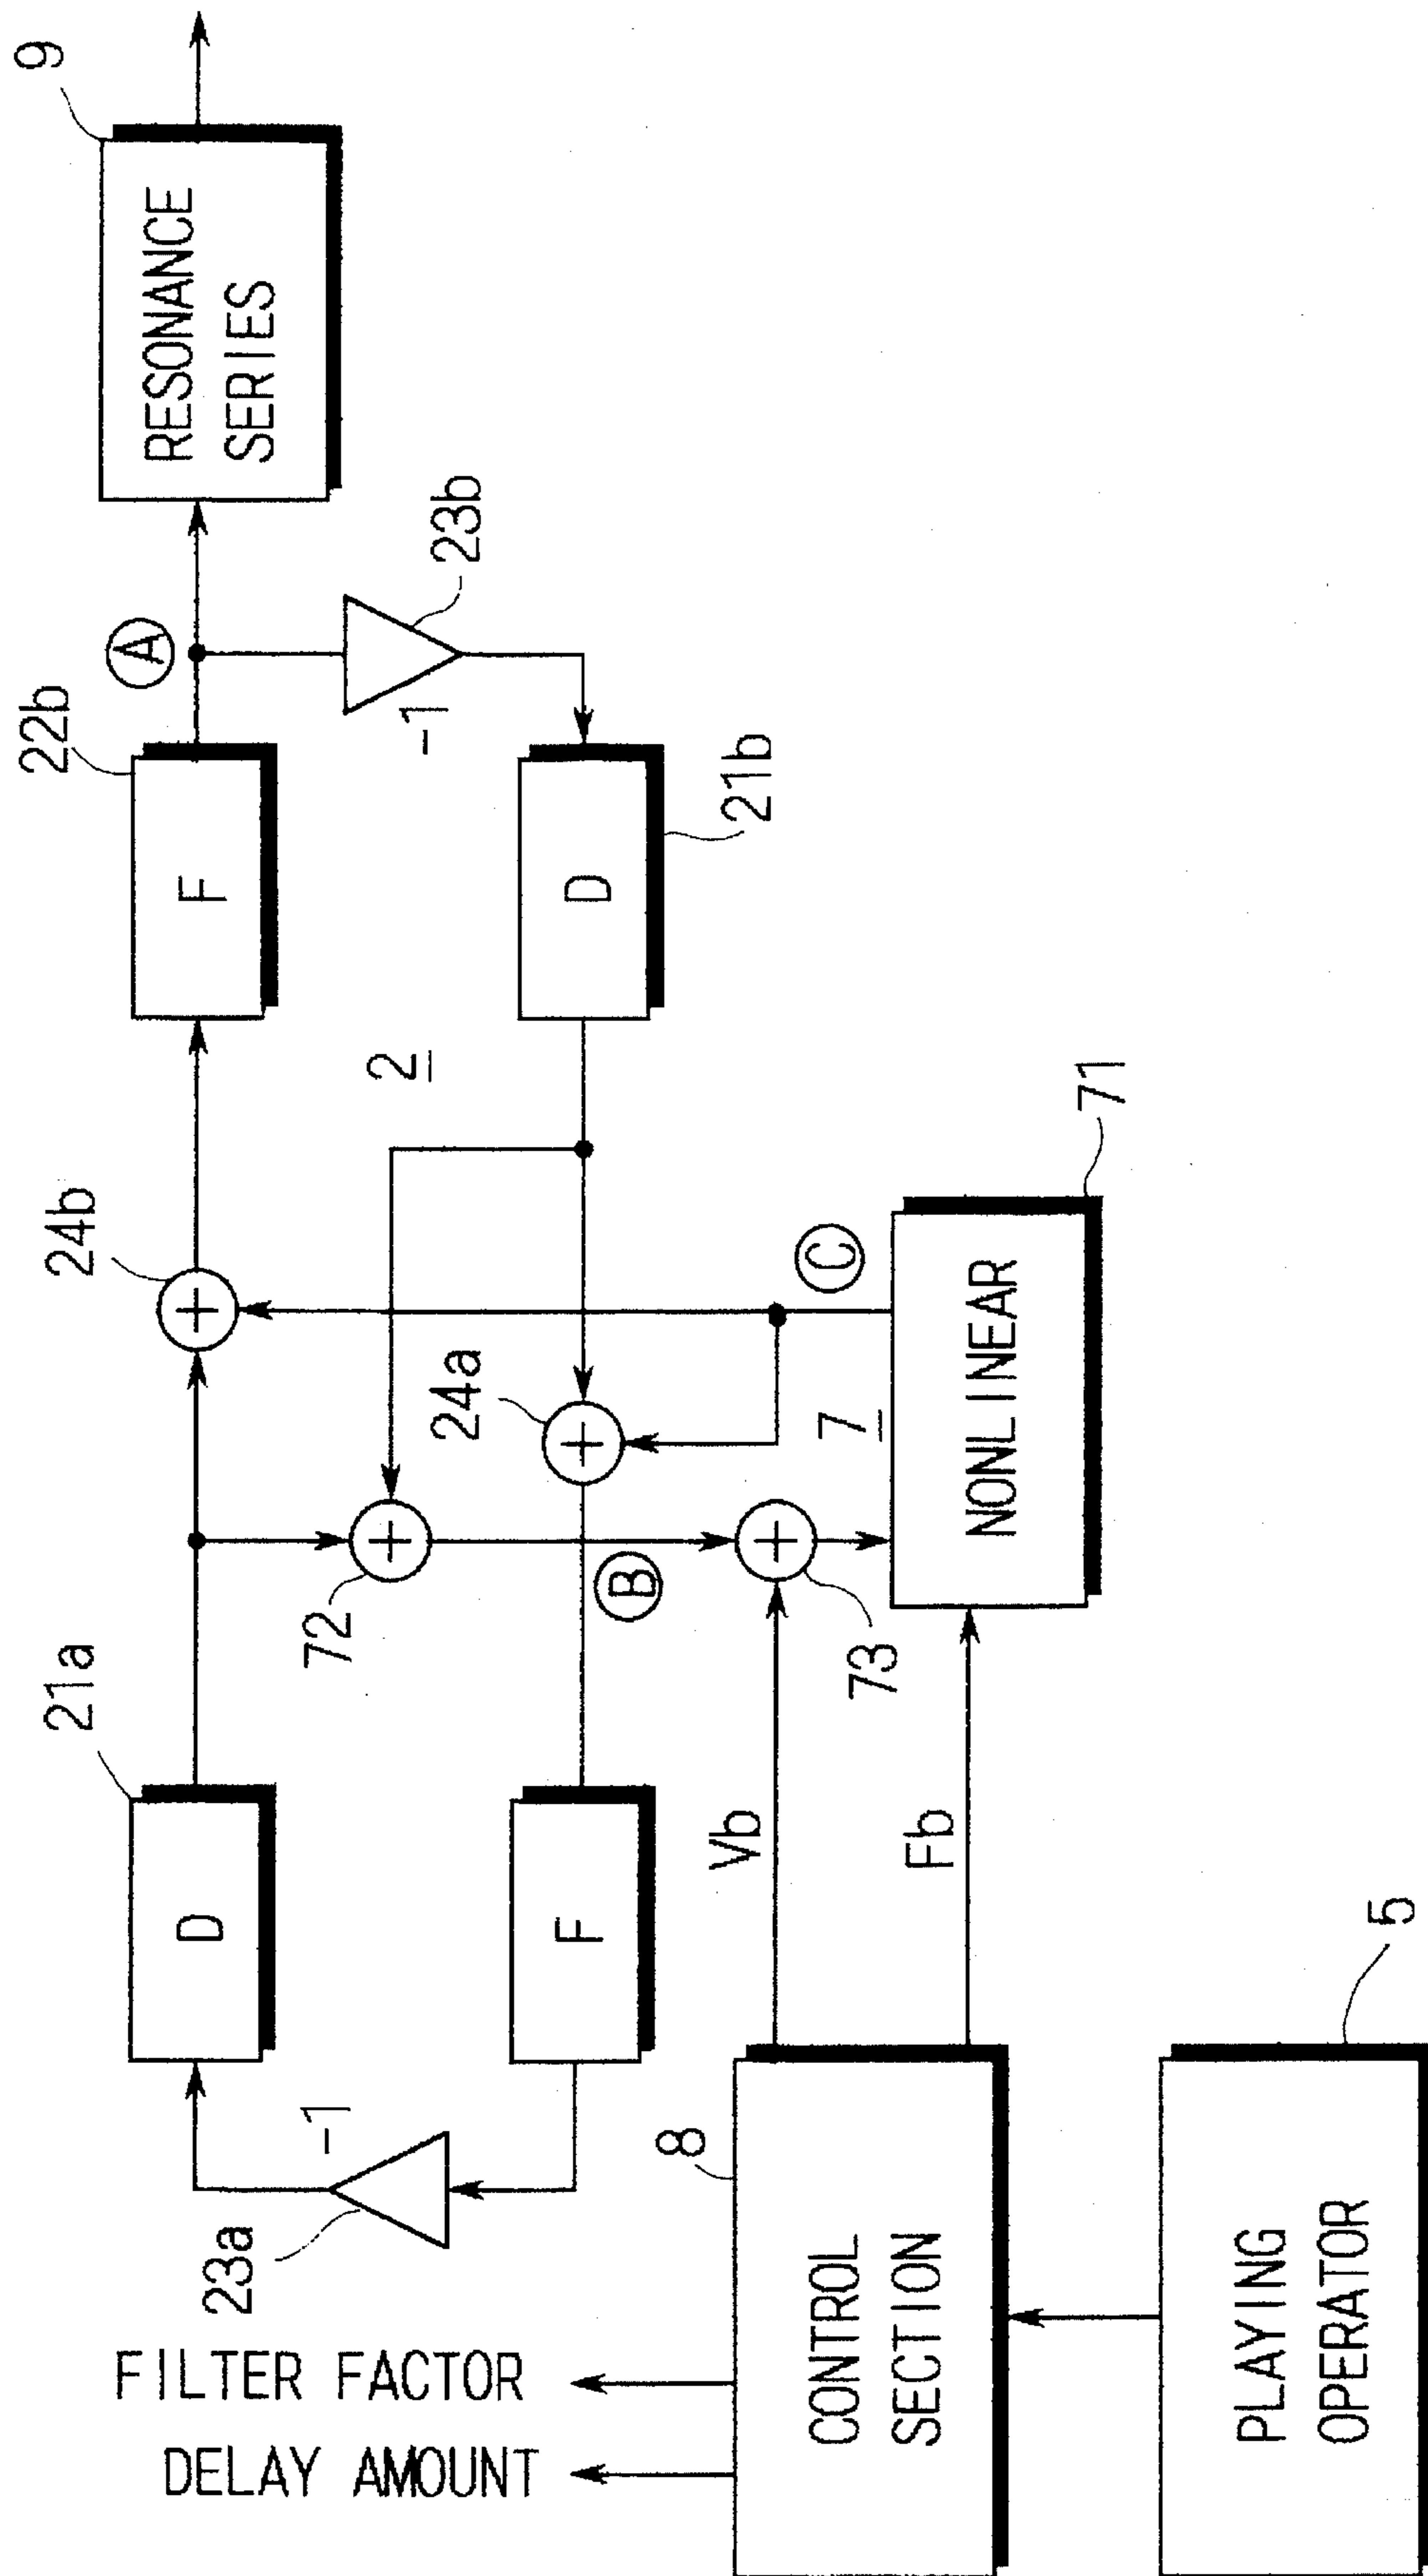 9
RESONANCE
SERIES
A
22b
F
23b
-1
D
21b
2
24b
24a
C
7
NONLINEAR
71
72
B
73
21a
D
F
Vb
Fb
-1
23a
8
CONTROL
SECTION
5
PLAYING
OPERATOR
FILTER FACTOR
DELAY AMOUNT